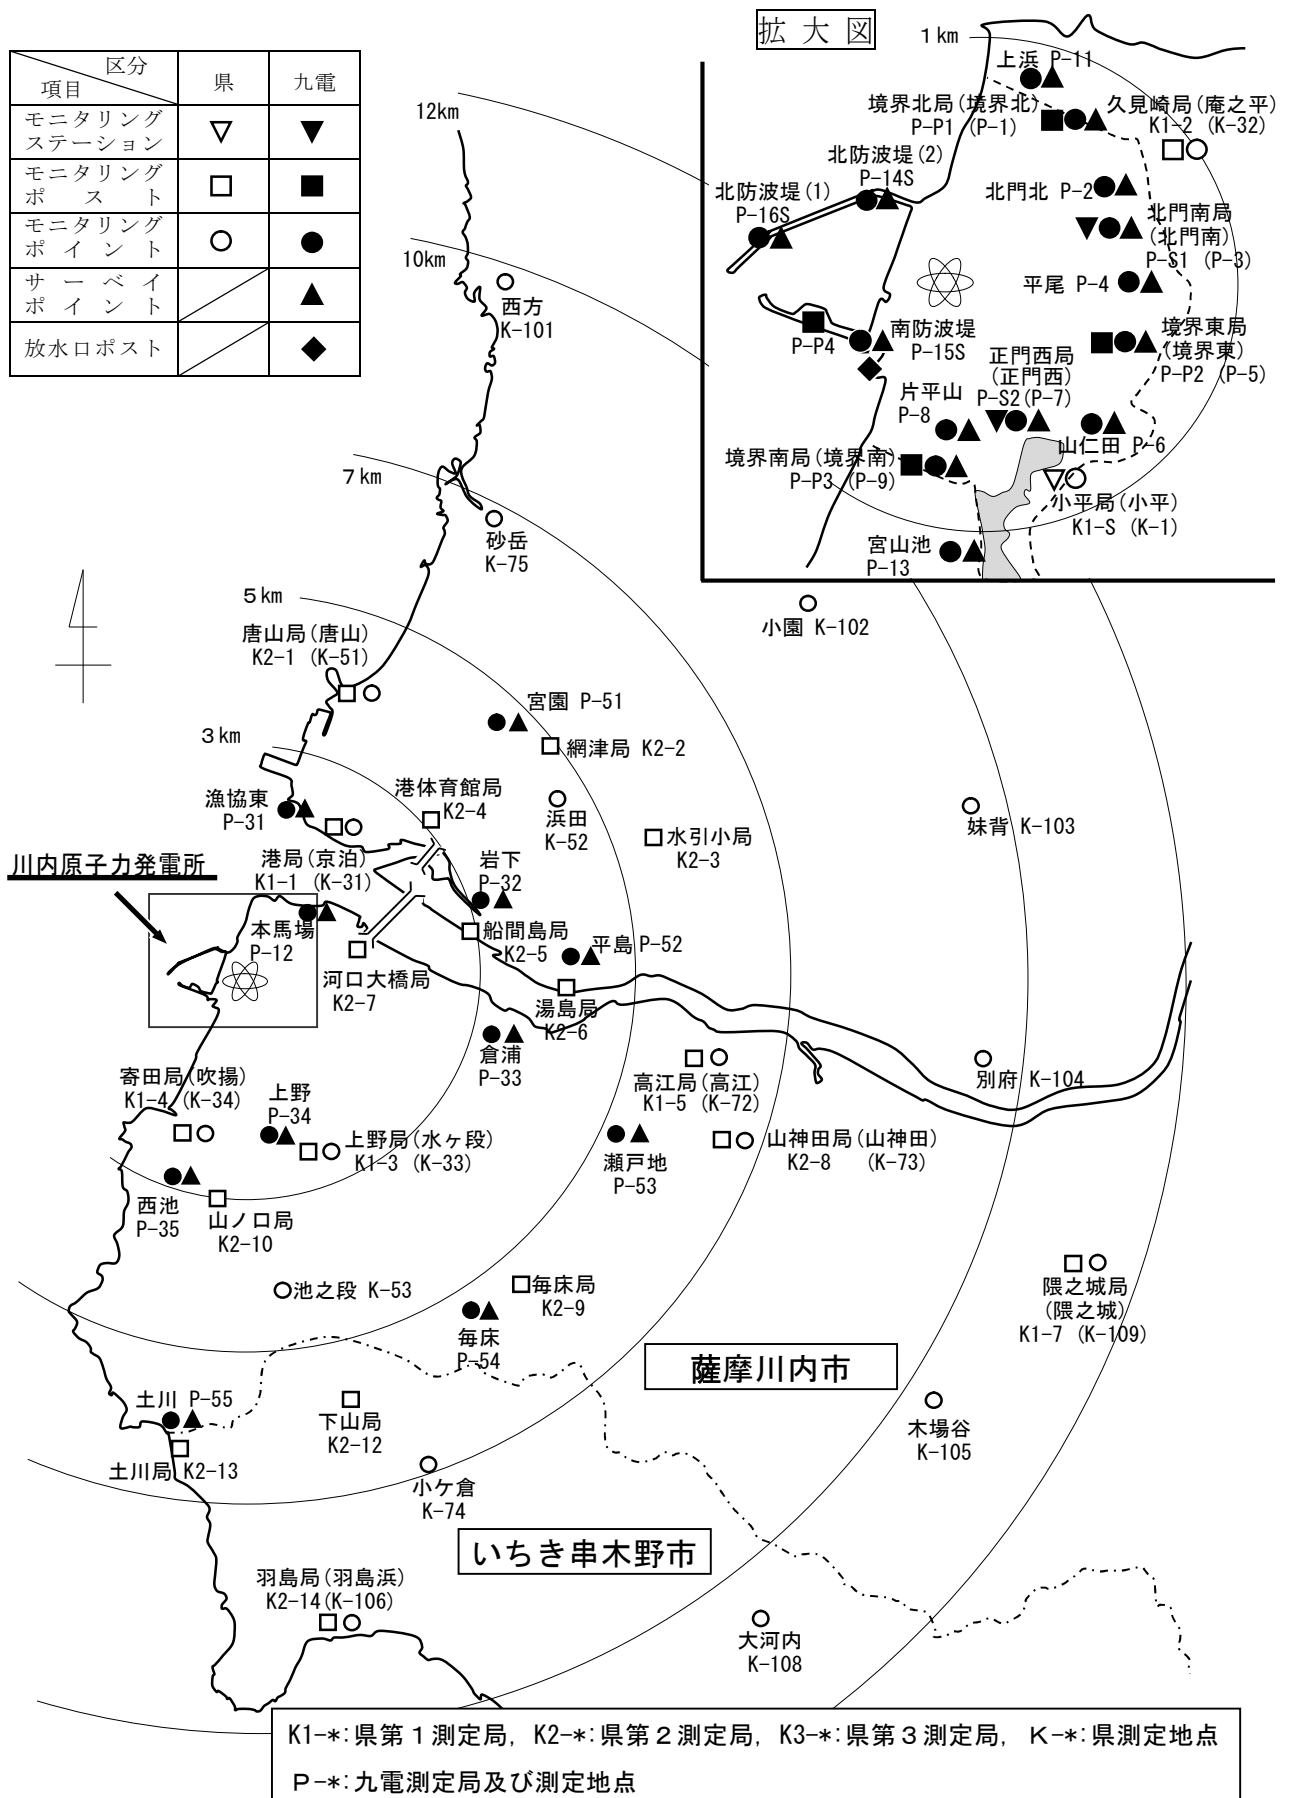 拡大図
区分
項目
県
九電
モニタリング
ステーション
モニタリング
ポスト
モニタリング
ポイント
サーベイ
ポイント
放水口ポスト
1km
上浜 P-11
境界北局(境界北)
P-P1 (P-1)
久見崎局(庵之平)
K1-2 (K-32)
北防波堤(2)
P-14S
北防波堤(1)
P-16S
北門北 P-2
北門南局
(北門南)
P-S1 (P-3)
平尾 P-4
P-P4
南防波堤
P-15S
境界東局
(境界東)
P-P2 (P-5)
正門西局
(正門西)
P-S2(P-7)
片平山
P-8
山仁田 P-6
境界南局(境界南)
P-P3 (P-9)
小平局(小平)
K1-S (K-1)
宮山池
P-13
12km
10km
西方
K-101
7km
砂岳
K-75
5km
小園 K-102
唐山局(唐山)
K2-1 (K-51)
宮園 P-51
網津局 K2-2
3km
港体育館局
K2-4
漁協東
P-31
浜田
K-52
妹背 K-103
水引小局
K2-3
川内原子力発電所
港局(京泊)
K1-1 (K-31)
岩下
P-32
本馬場
P-12
船間島局
K2-5
平島 P-52
河口大橋局
K2-7
湯島局
K2-6
倉浦
P-33
高江局(高江)
K1-5 (K-72)
別府 K-104
寄田局(吹揚)
K1-4 (K-34)
上野
P-34
上野局(水ヶ段)
K1-3 (K-33)
瀬戸地
P-53
山神田局(山神田)
K2-8 (K-73)
西池
P-35
山ノ口局
K2-10
池之段 K-53
毎床局
K2-9
毎床
P-54
隈之城局
(隈之城)
K1-7 (K-109)
薩摩川内市
土川 P-55
下山局
K2-12
木場谷
K-105
土川局 K2-13
小ケ倉
K-74
いちき串木野市
羽島局(羽島浜)
K2-14(K-106)
大河内
K-108
K1-*:県第1測定局, K2-*:県第2測定局, K3-*:県第3測定局, K-*:県測定地点
P-*:九電測定局及び測定地点